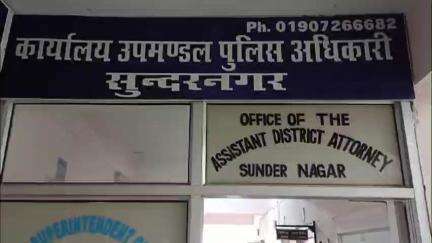 Ph. 01907266682
कार्यालय उपमण्डल पुलिस अधिकारी
सुन्दरनगर
OFFICE OF THE
ASSISTANT DISTRICT ATTORNEY
SUNDER NAGAR